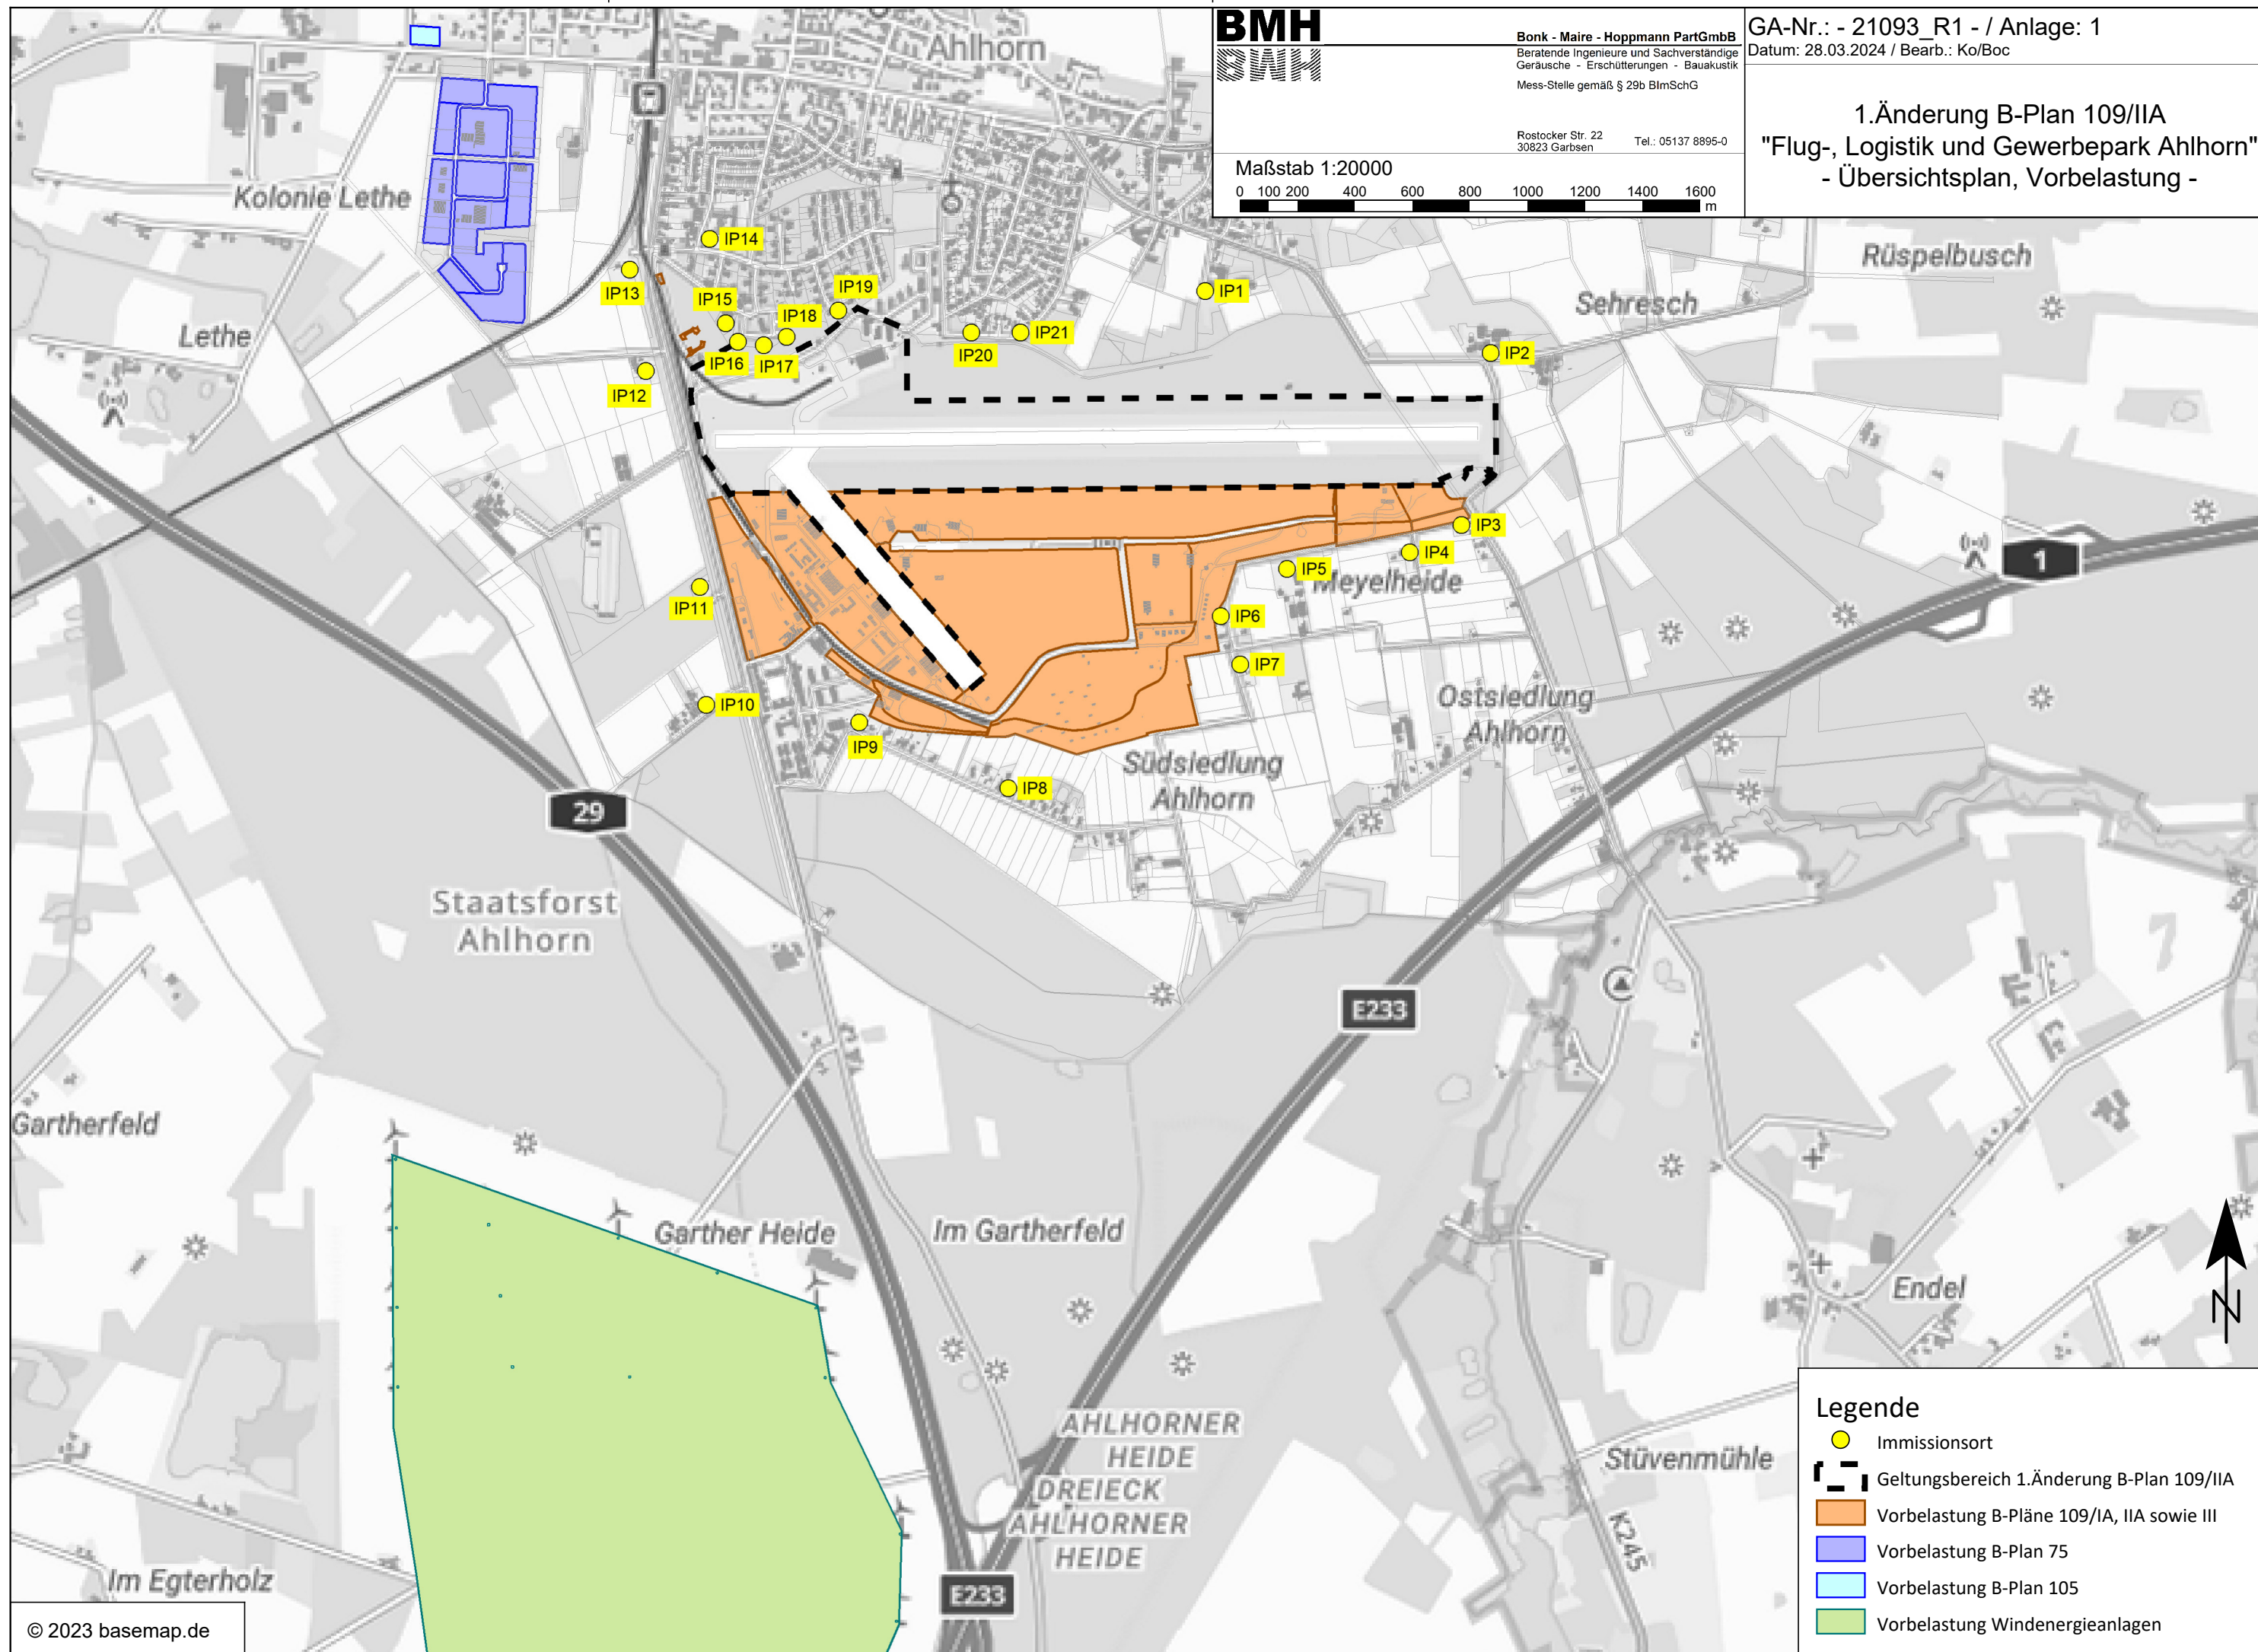 BMH
BMH
Bonk - Maire - Hoppmann PartGmbB
Beratende Ingenieure und Sachverständige
Geräusche - Erschütterungen - Bauakustik
Mess-Stelle gemäß § 29b BImSchG
Rostocker Str. 22
30823 Garbsen
Tel.: 05137 8895-0
GA-Nr.: - 21093_R1 - / Anlage: 1
Datum: 28.03.2024 / Bearb.: Ko/Boc
1.Änderung B-Plan 109/IIA
"Flug-, Logistik und Gewerbepark Ahlhorn"
- Übersichtsplan, Vorbelastung -
Maßstab 1:20000
0 100 200 400 600 800 1000 1200 1400 1600
m
Ahlhorn
Kolonie Lethe
Lethe
Rüspelbusch
Sehresch
IP14
IP13
IP15
IP19
IP18
IP16
IP17
IP12
IP20
IP21
IP1
IP2
IP3
IP4
IP5
Meyelheide
IP6
IP7
IP11
IP10
IP9
IP8
1
Ostsiedlung
Ahlhorn
Südsiedlung
Ahlhorn
29
Staatsforst
Ahlhorn
E233
Gartherfeld
Garther Heide
Im Gartherfeld
Endel
N
AHLHORNER
HEIDE
DREIECK
AHLHORNER
HEIDE
Stüvenmühle
K245
Im Egterholz
E233
© 2023 basemap.de
Legende
Immissionsort
Geltungsbereich 1.Änderung B-Plan 109/IIA
Vorbelastung B-Pläne 109/IA, IIA sowie III
Vorbelastung B-Plan 75
Vorbelastung B-Plan 105
Vorbelastung Windenergieanlagen